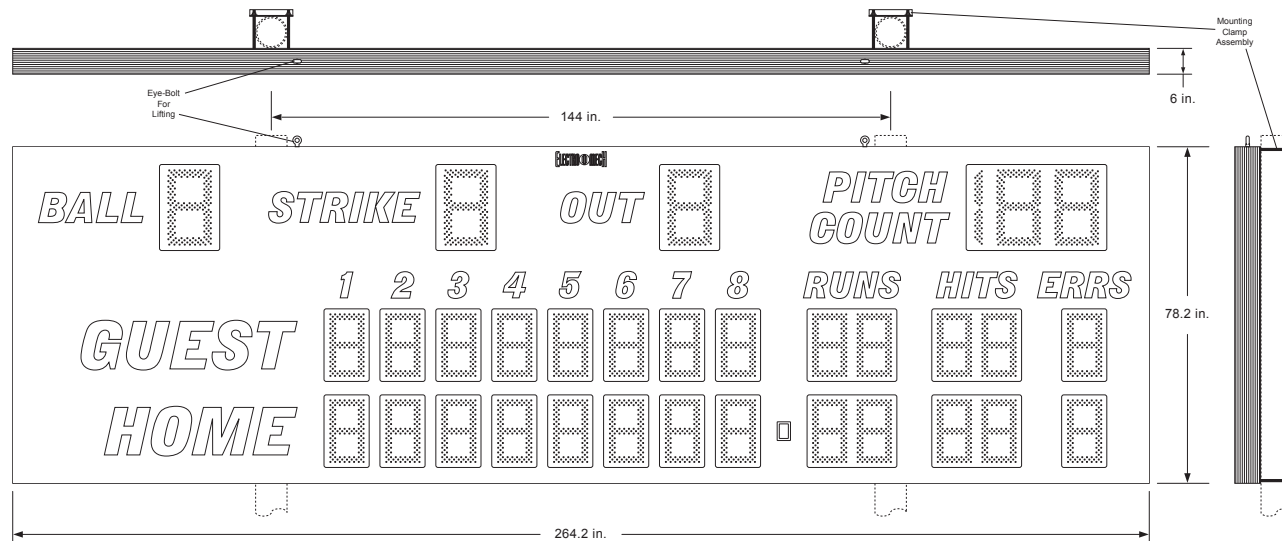 Mounting
Clamp
Assembly
Eye-Bolt
For
Lifting
6 in.
144 in.
ELECTRO-MECH
BALL
STRIKE
OUT
PITCH
COUNT
1 2 3 4 5 6 7 8 RUNS HITS ERRS
78.2 in.
GUEST
HOME
264.2 in.